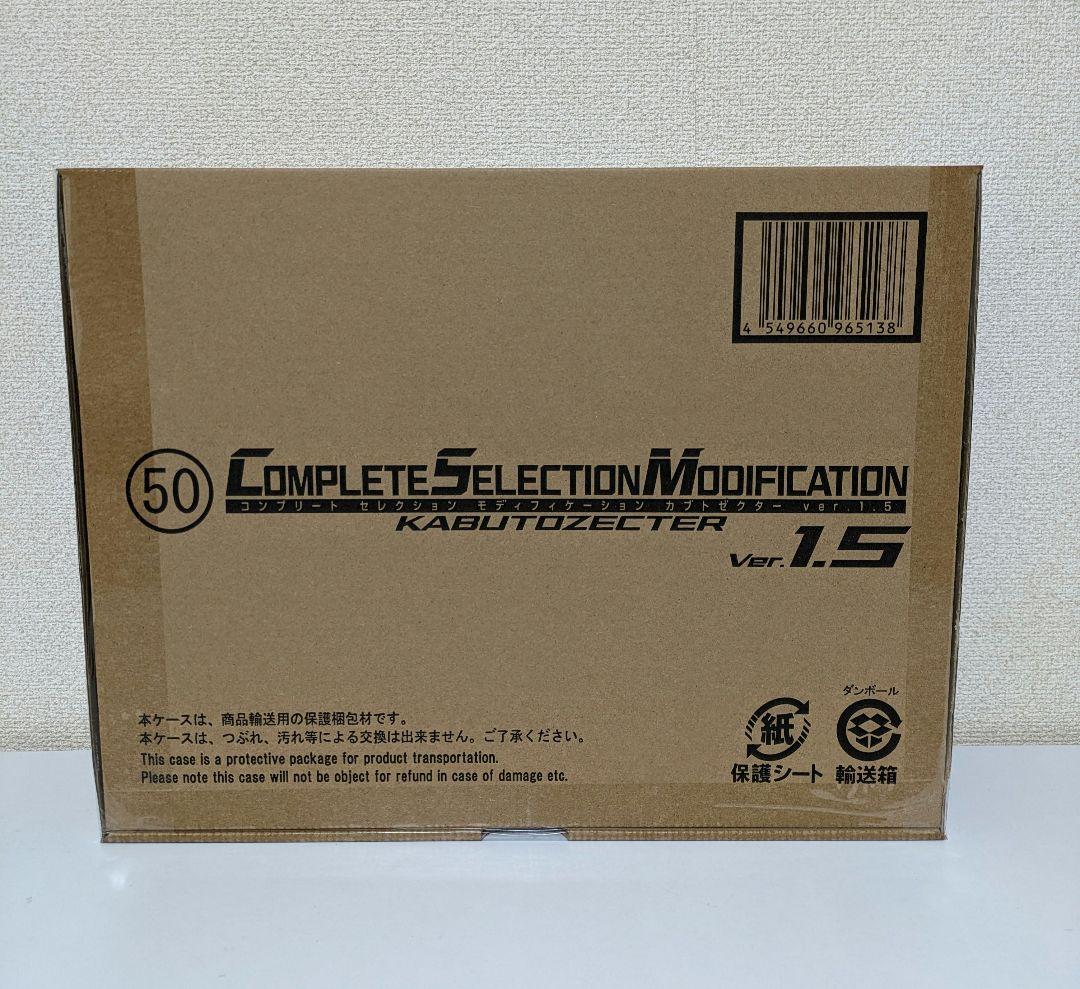 4 549660 965138
50 COMPLETE SELECTION MODIFICATION
コンプリート セレクション モディフィケーション カブトゼクター ver.1.5
KABUTOZECTER
Ver.1.5
本ケースは、商品輸送用の保護梱包材です。
本ケースは、つぶれ、汚れ等による交換は出来ません。ご了承ください。
This case is a protective package for product transportation.
Please note this case will not be object for refund in case of damage etc.
ダンボール
紙
保護シート 輸送箱